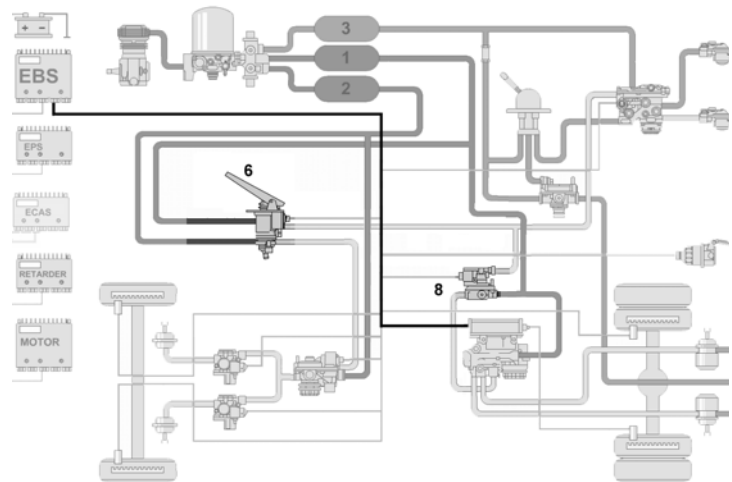 + -
3
EBS
1
2
EPS
6
ECAS
RETARDER
8
MOTOR